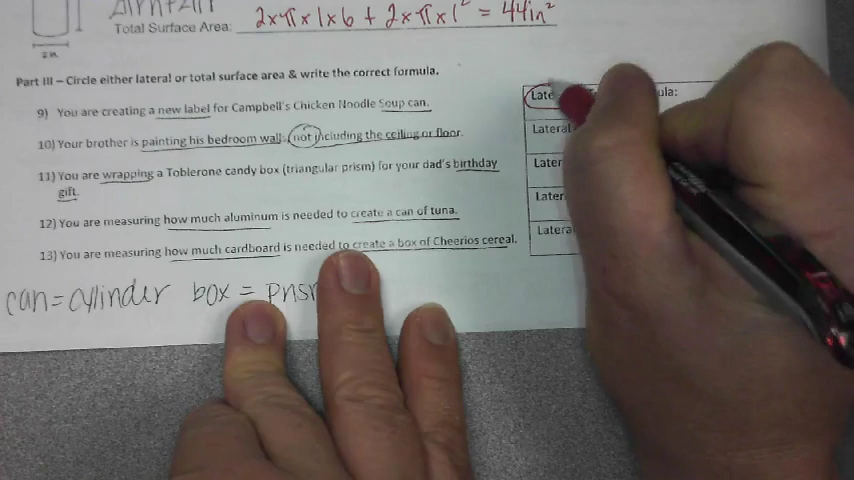 Total Surface Area: 2×π×1×6 + 2×π×1² = 44in²
2 in.
Part III – Circle either lateral or total surface area & write the correct formula.
9) You are creating a new label for Campbell's Chicken Noodle Soup can.
10) Your brother is painting his bedroom wall, not including the ceiling or floor.
11) You are wrapping a Toblerone candy box (triangular prism) for your dad's birthday
gift.
12) You are measuring how much aluminum is needed to create a can of tuna.
13) You are measuring how much cardboard is needed to create a box of Cheerios cereal.
Late ula:
Lateral
Later
Later
Latera
can = cylinder box = prism